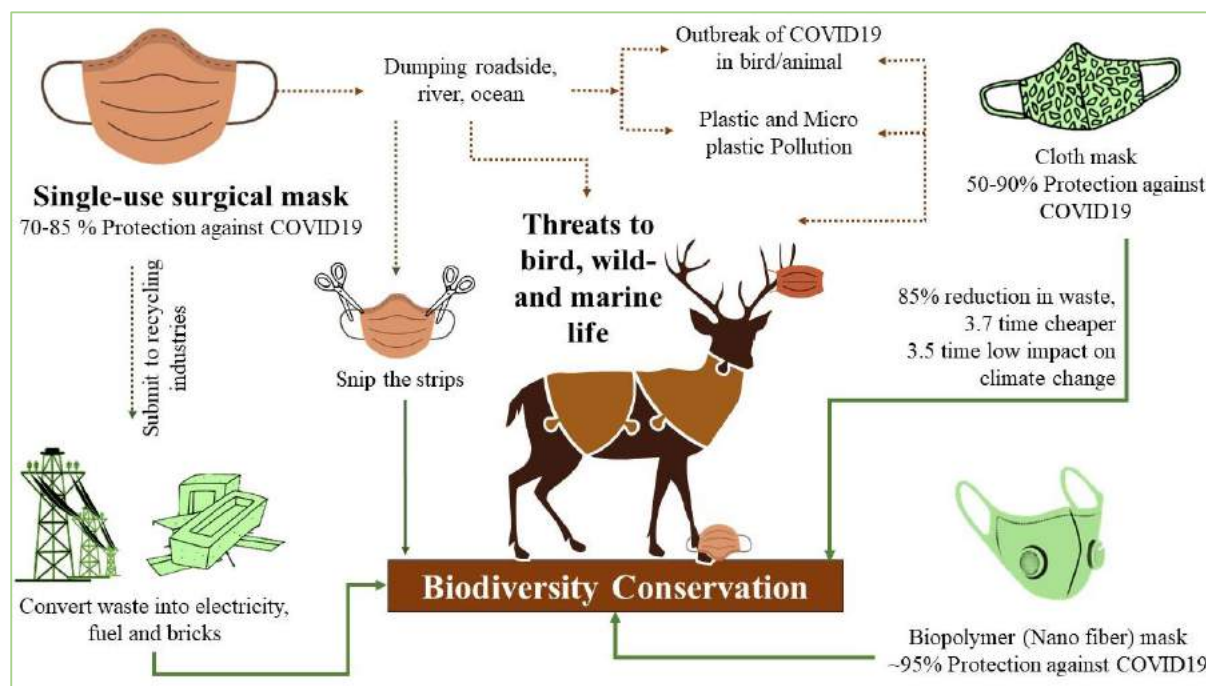 Single-use surgical mask
70-85 % Protection against COVID19
Dumping roadside,
river, ocean
Outbreak of COVID19
in bird/animal
Plastic and Micro
plastic Pollution
Cloth mask
50-90% Protection against
COVID19
Threats to
bird, wild-
and marine
life
85% reduction in waste,
3.7 time cheaper
3.5 time low impact on
climate change
Submit to recycling
industries
Snip the strips
Convert waste into electricity,
fuel and bricks
Biodiversity Conservation
Biopolymer (Nano fiber) mask
~95% Protection against COVID19